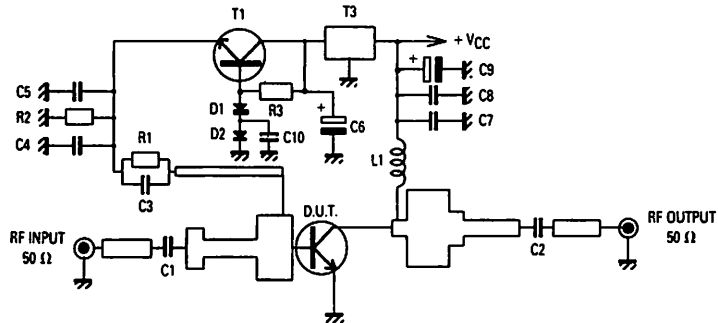 T1
T3
+ VCC
C5
+
C9
R2
D1
R3
+
C8
C4
R1
D2
C10
C6
C7
L1
C3
D.U.T.
RF INPUT
50 Ω
C1
C2
RF OUTPUT
50 Ω